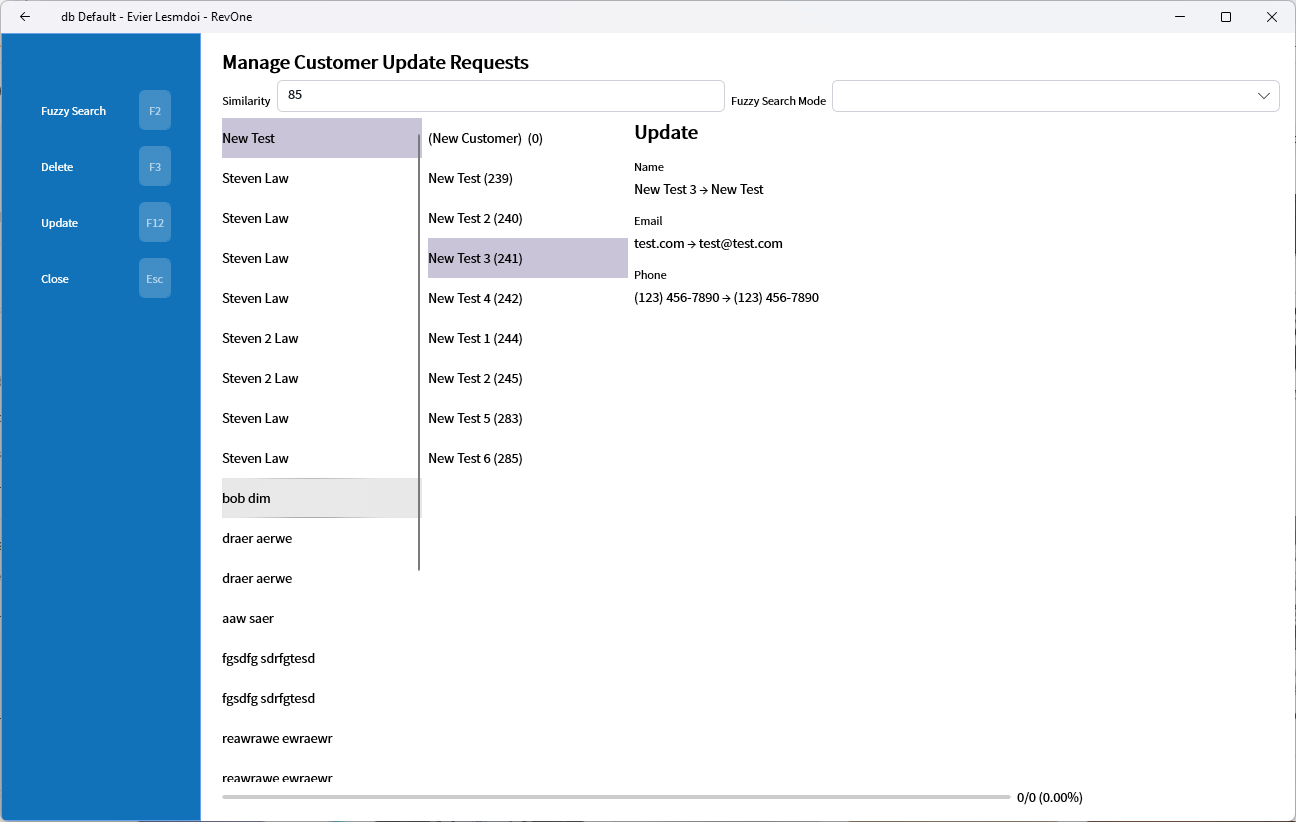 db Default - Evier Lesmdoi - RevOne
Fuzzy Search F2
Delete F3
Update F12
Close Esc
Manage Customer Update Requests
Similarity 85 Fuzzy Search Mode
New Test
Steven Law
Steven Law
Steven Law
Steven Law
Steven 2 Law
Steven 2 Law
Steven Law
Steven Law
bob dim
draer aerwe
draer aerwe
aaw saer
fgsdfg sdrfgtesd
fgsdfg sdrfgtesd
reawrawe ewraewr
reawrawe ewraewr
(New Customer) (0)
New Test (239)
New Test 2 (240)
New Test 3 (241)
New Test 4 (242)
New Test 1 (244)
New Test 2 (245)
New Test 5 (283)
New Test 6 (285)
Update
Name
New Test 3 → New Test
Email
test.com → test@test.com
Phone
(123) 456-7890 → (123) 456-7890
0/0 (0.00%)